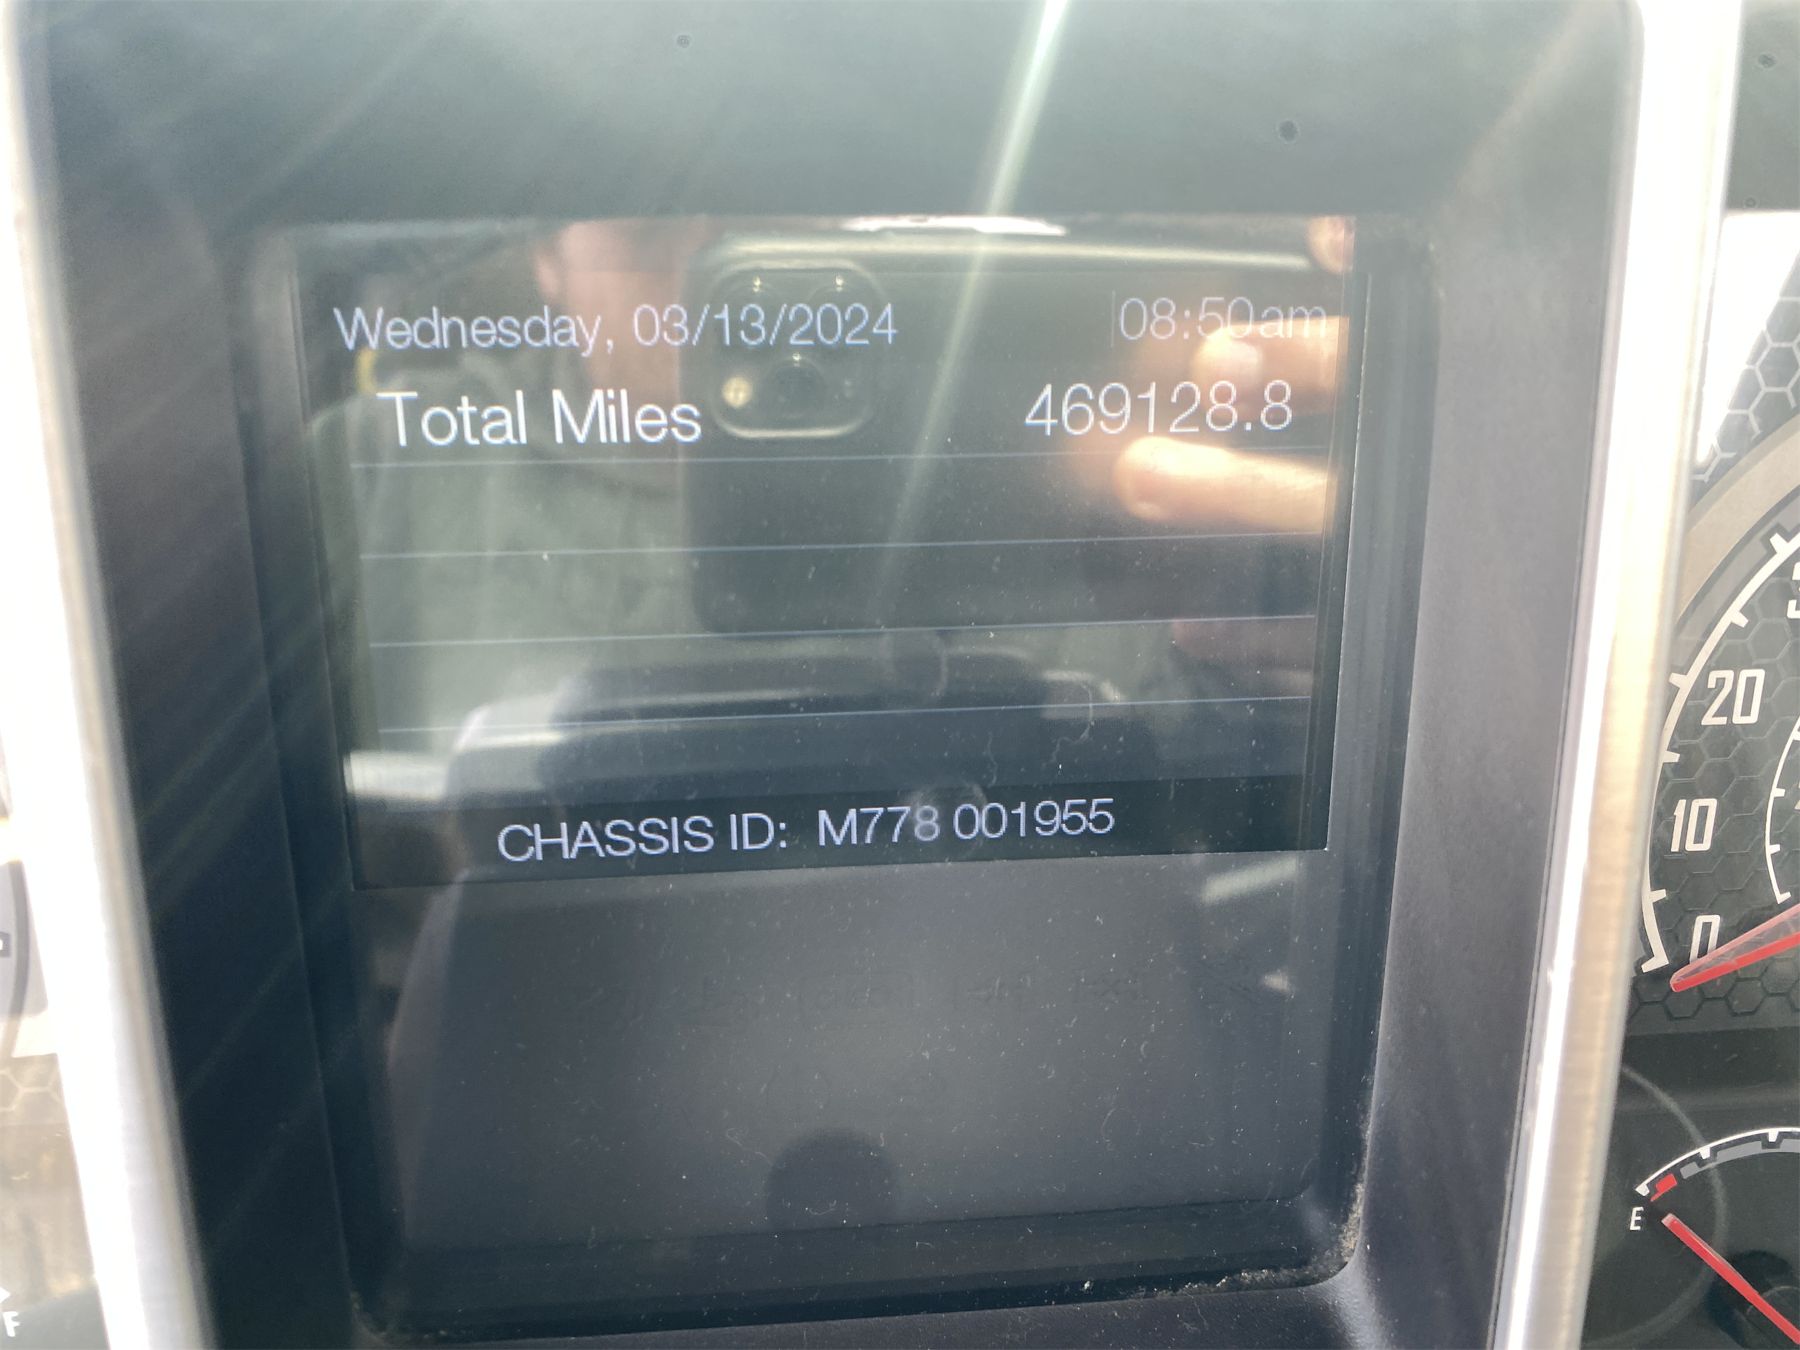 Wednesday, 03/13/2024 08:50am
Total Miles 469128.8
CHASSIS ID: M778 001955
20
10
0
E
F